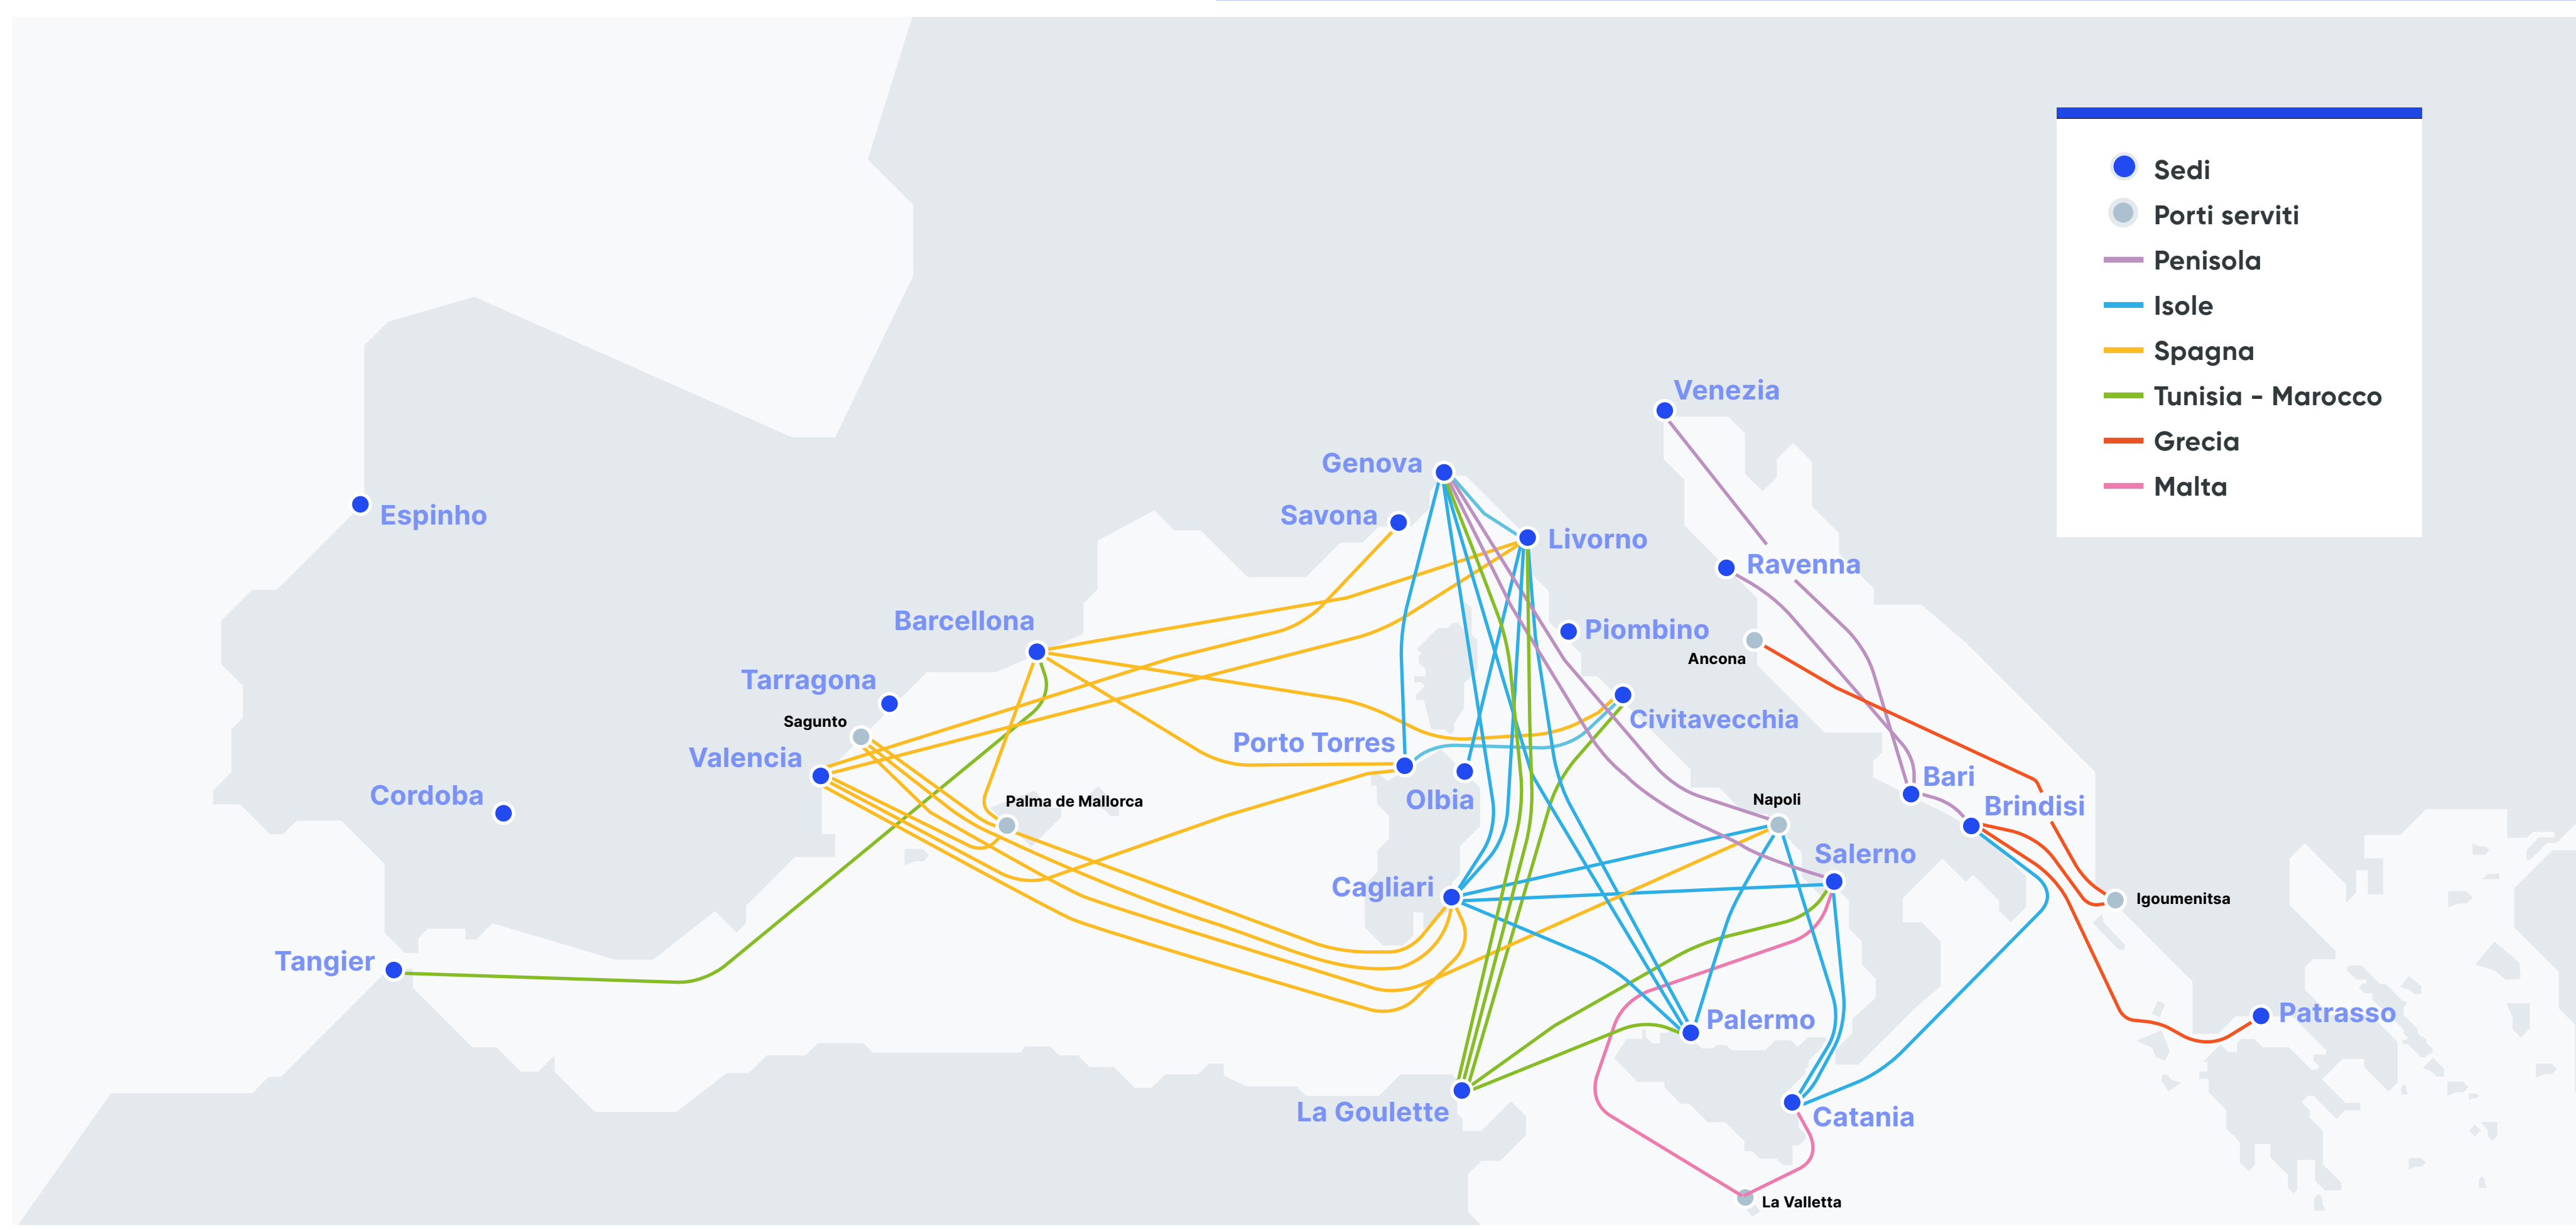 Sedi
Porti serviti
Penisola
Isole
Spagna
Tunisia - Marocco
Grecia
Malta
Venezia
Genova
Savona
Espinho
Livorno
Ravenna
Barcellona
Piombino
Ancona
Tarragona
Sagunto
Civitavecchia
Valencia
Porto Torres
Bari
Cordoba
Palma de Mallorca
Olbia
Napoli
Brindisi
Salerno
Cagliari
Igoumenitsa
Tangier
Palermo
Patrasso
La Goulette
Catania
La Valletta